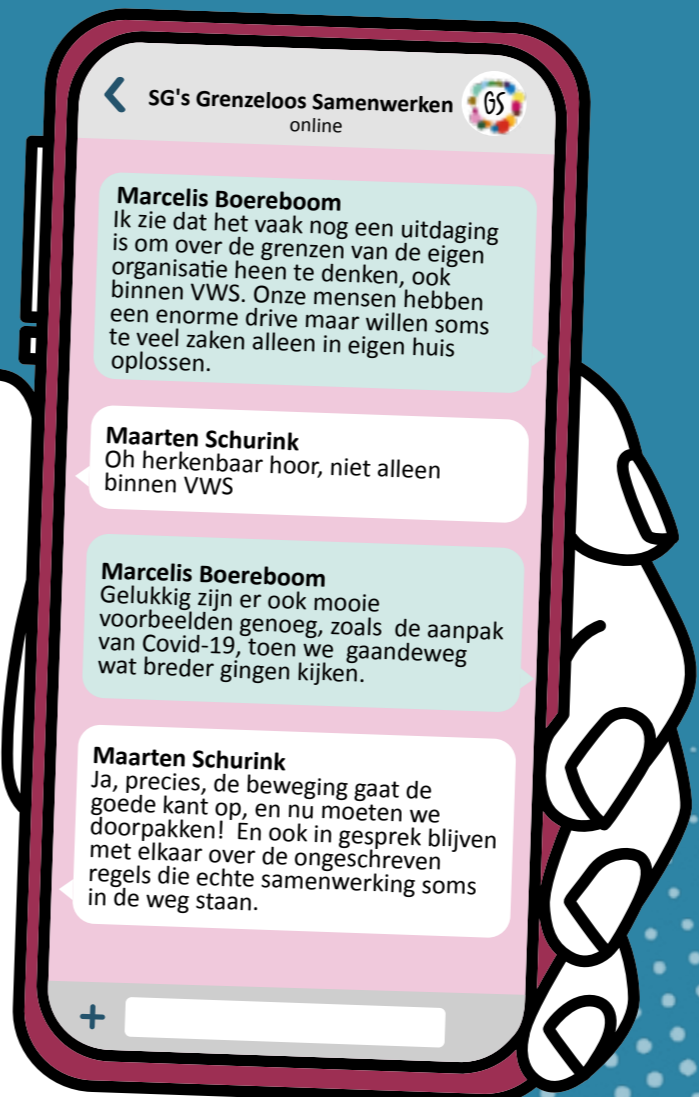 SG's Grenzeloos Samenwerken
GS
online
Marcelis Boereboom
Ik zie dat het vaak nog een uitdaging
is om over de grenzen van de eigen
organisatie heen te denken, ook
binnen VWS. Onze mensen hebben
een enorme drive maar willen soms
te veel zaken alleen in eigen huis
oplossen.
Maarten Schurink
Oh herkenbaar hoor, niet alleen
binnen VWS
Marcelis Boereboom
Gelukkig zijn er ook mooie
voorbeelden genoeg, zoals  de aanpak
van Covid-19, toen we  gaandeweg
wat breder gingen kijken.
Maarten Schurink
Ja, precies, de beweging gaat de
goede kant op, en nu moeten we
doorpakken!  En ook in gesprek blijven
met elkaar over de ongeschreven
regels die echte samenwerking soms
in de weg staan.